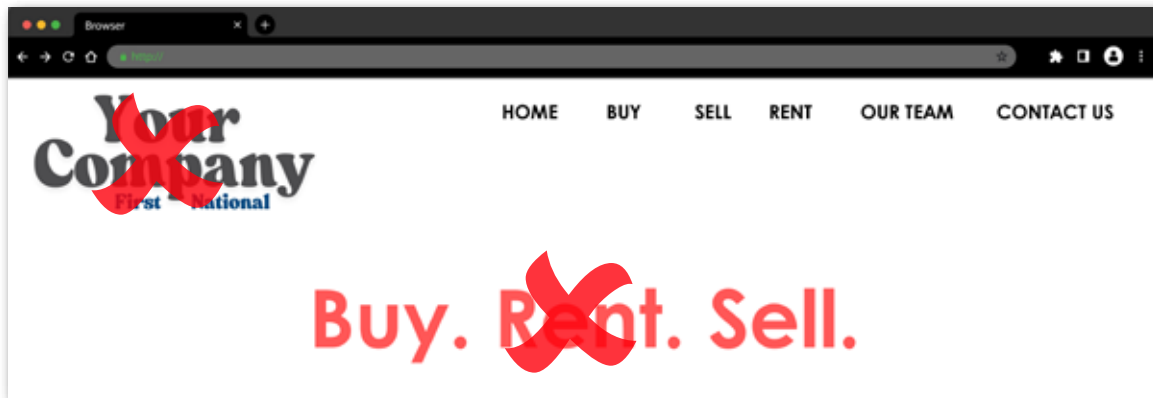 Browser
http://
HOME BUY SELL RENT OUR TEAM CONTACT US
Your
Company
First National
Buy. Rent. Sell.